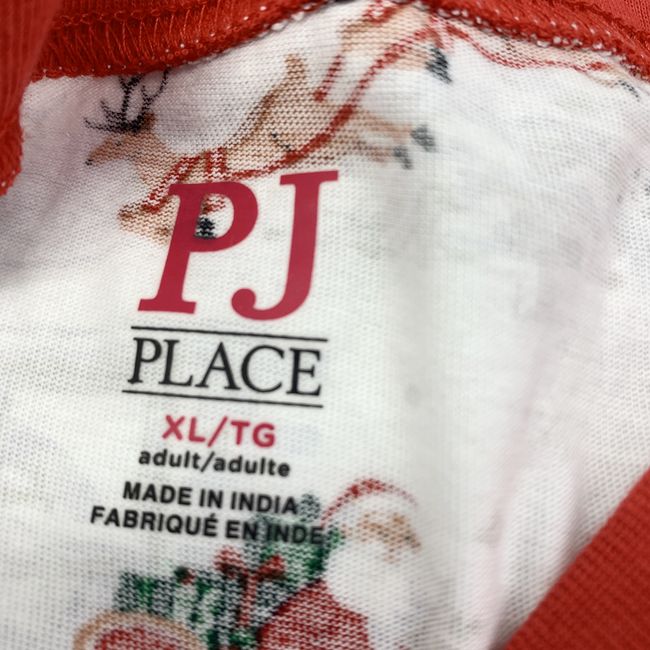 PJ
PLACE
XL/TG
adult/adulte
MADE IN INDIA
FABRIQUÉ EN INDE